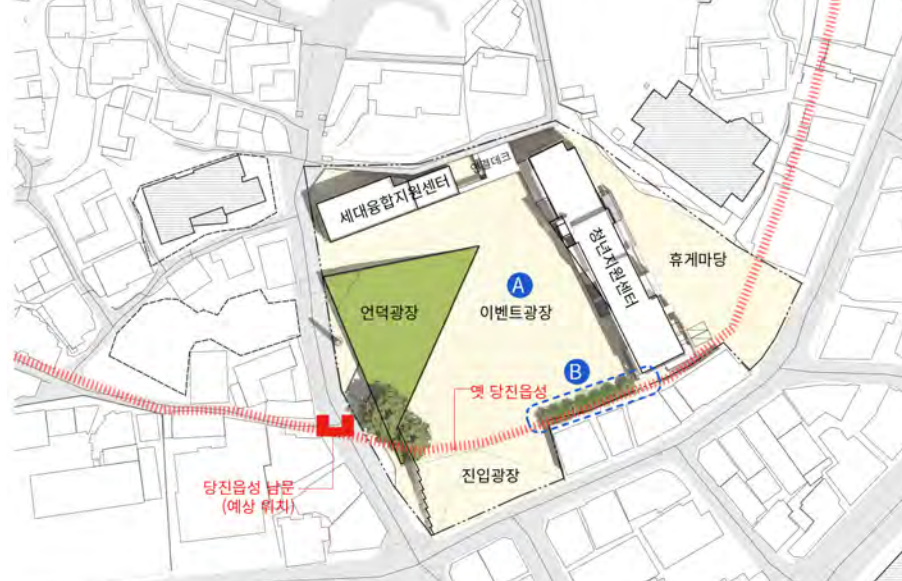 연결데크
세대융합지원센터
청년지원센터
휴게마당
A
언덕광장
이벤트광장
B
옛 당진읍성
진입광장
당진읍성 남문
(예상 위치)